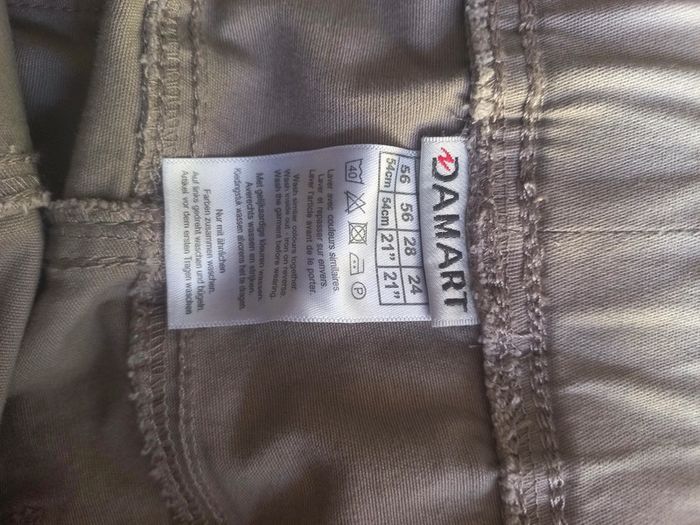 DAMART
56 56 28 24
54cm 54cm 21" 21"
40 P
Laver avec couleurs similaires.
Laver et repasser sur envers.
Laver l'article avant de le porter.
Wash similar colours together.
Wash inside out - iron on reverse.
Wash the garment before wearing.
Met gelijkaardige kleuren wassen.
Averechts wassen en strijken.
Kledingstuk wassen alvorens het te dragen.
Nur mit ähnlichen
Farben zusammen waschen.
Auf links gedreht waschen und bügeln.
Artikel vor dem ersten Tragen waschen